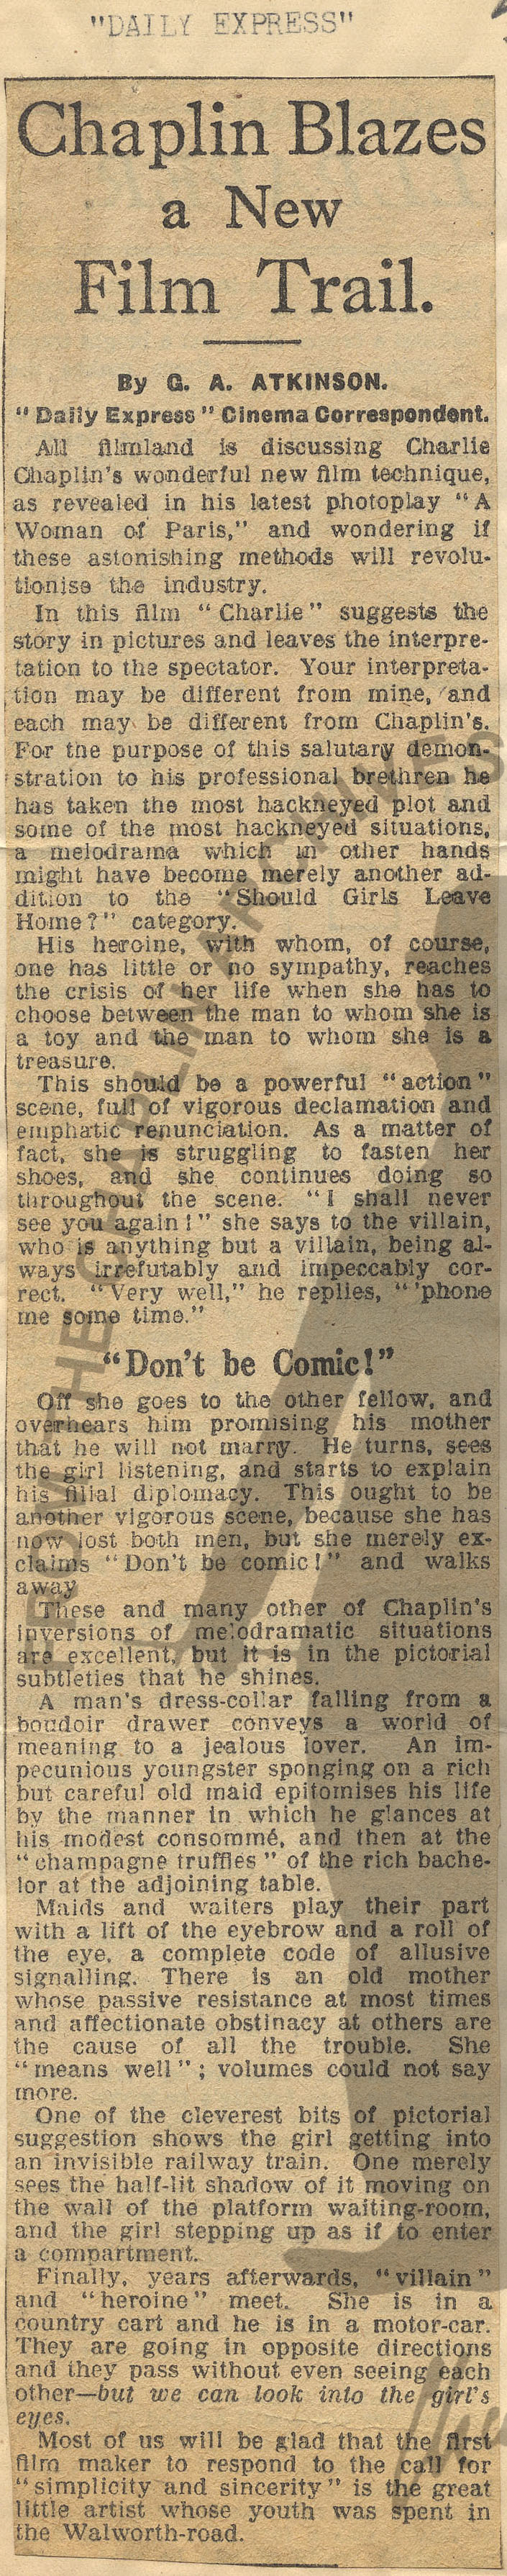 "DAILY EXPRESS"
Chaplin Blazes
a New
Film Trail.
By G. A. ATKINSON.
"Daily Express" Cinema Correspondent.
All filmland is discussing Charlie
Chaplin's wonderful new film technique,
as revealed in his latest photoplay "A
Woman of Paris," and wondering if
these astonishing methods will revolu-
tionise the industry.
In this film "Charlie" suggests the
story in pictures and leaves the interpre-
tation to the spectator. Your interpreta-
tion may be different from mine, and
each may be different from Chaplin's.
For the purpose of this salutary demon-
stration to his professional brethren he
has taken the most hackneyed plot and
some of the most hackneyed situations,
a melodrama which in other hands
might have become merely another ad-
dition to the "Should Girls Leave
Home?" category.
His heroine, with whom, of course,
one has little or no sympathy, reaches
the crisis of her life when she has to
choose between the man to whom she is
a toy and the man to whom she is a
treasure.
This should be a powerful "action"
scene, full of vigorous declamation and
emphatic renunciation. As a matter of
fact, she is struggling to fasten her
shoes, and she continues doing so
throughout the scene. "I shall never
see you again!" she says to the villain,
who is anything but a villain, being al-
ways irrefutably and impeccably cor-
rect. "Very well," he replies, "'phone
me some time."
"Don't be Comic!"
Off she goes to the other fellow, and
overhears him promising his mother
that he will not marry. He turns, sees
the girl listening, and starts to explain
his filial diplomacy. This ought to be
another vigorous scene, because she has
now lost both men, but she merely ex-
claims "Don't be comic!" and walks
away
These and many other of Chaplin's
inversions of melodramatic situations
are excellent, but it is in the pictorial
subtleties that he shines.
A man's dress-collar falling from a
boudoir drawer conveys a world of
meaning to a jealous lover. An im-
pecunious youngster sponging on a rich
but careful old maid epitomises his life
by the manner in which he glances at
his modest consommé, and then at the
"champagne truffles" of the rich bache-
lor at the adjoining table.
Maids and waiters play their part
with a lift of the eyebrow and a roll of
the eye, a complete code of allusive
signalling. There is an old mother
whose passive resistance at most times
and affectionate obstinacy at others are
the cause of all the trouble. She
"means well"; volumes could not say
more.
One of the cleverest bits of pictorial
suggestion shows the girl getting into
an invisible railway train. One merely
sees the half-lit shadow of it moving on
the wall of the platform waiting-room,
and the girl stepping up as if to enter
a compartment.
Finally, years afterwards, "villain"
and "heroine" meet. She is in a
country cart and he is in a motor-car.
They are going in opposite directions
and they pass without even seeing each
other—but we can look into the girl's
eyes.
Most of us will be glad that the first
film maker to respond to the call for
"simplicity and sincerity" is the great
little artist whose youth was spent in
the Walworth-road.
FROM THE CHAPLIN ARCHIVES